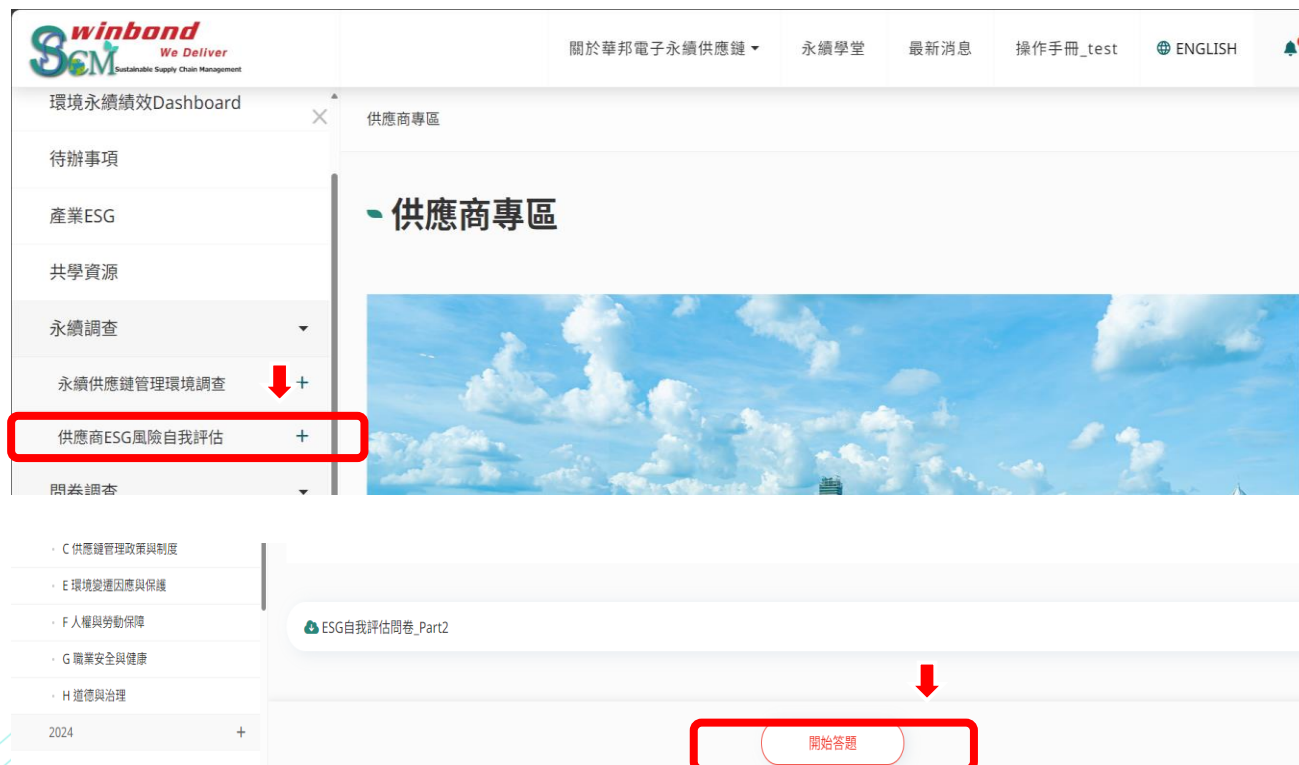 winbond
We Deliver
SCM Sustainable Supply Chain Management
關於華邦電子永續供應鏈
永續學堂
最新消息
操作手冊_test
ENGLISH
環境永續績效Dashboard
待辦事項
產業ESG
共學資源
永續調查
永續供應鏈管理環境調查 +
供應商ESG風險自我評估 +
問卷調查
供應商專區
供應商專區
C 供應鏈管理政策與制度
E 環境變遷因應與保護
F 人權與勞動保障
G 職業安全與健康
H 道德與治理
2024 +
ESG自我評估問卷_Part2
開始答題